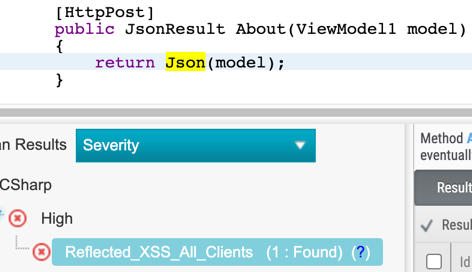 [HttpPost]
public JsonResult About(ViewModel1 model)
{
return Json(model);
}
an Results
Severity
Method A
eventuall
CSharp
Result
High
Resul
Reflected_XSS_All_Clients (1 : Found) (?)
Id